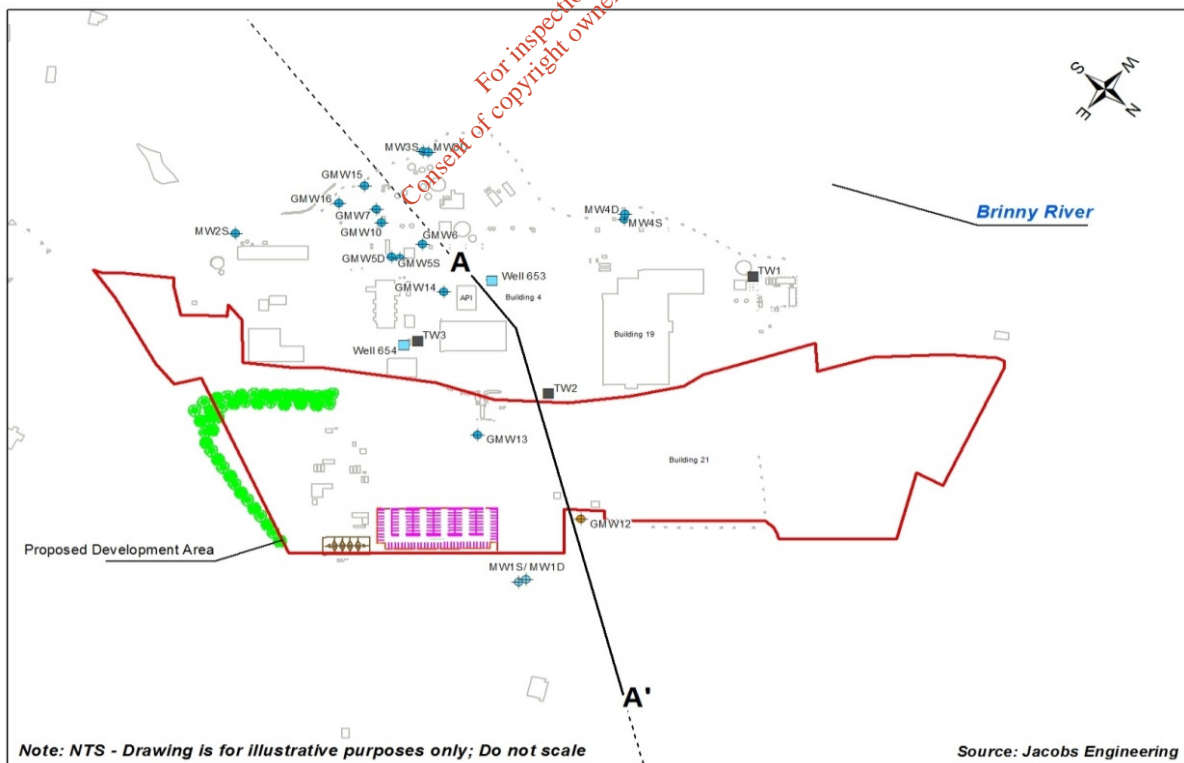 For inspection
Consent of copyright owner
S
W
E
N
MW3S
GMW15
GMW16
GMW7
GMW10
MW2S
GMW6
GMW5D
GMW5S
A
MW4D
MW4S
Brinny River
TW1
Well 653
GMW14
API
Building 4
Building 19
Well 654
TW3
TW2
GMW13
Building 21
GMW12
Proposed Development Area
MW1S/ MW1D
A'
Note: NTS - Drawing is for illustrative purposes only; Do not scale
Source: Jacobs Engineering